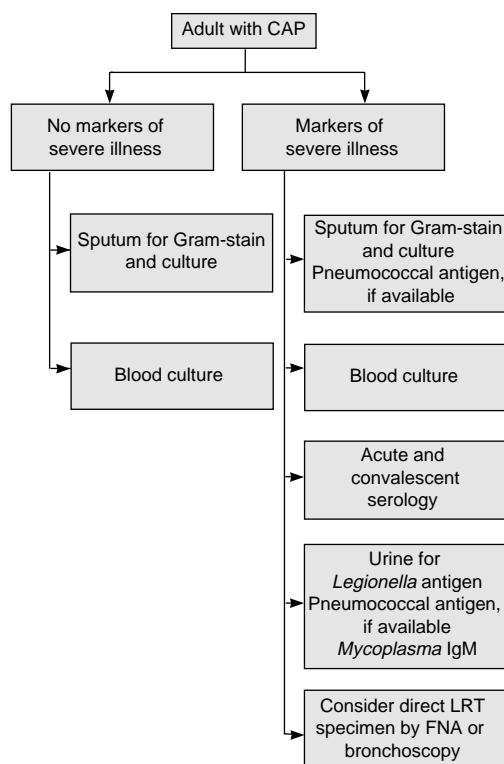 Adult with CAP
No markers of
severe illness
Markers of
severe illness
Sputum for Gram-stain
and culture
Blood culture
Sputum for Gram-stain
and culture
Pneumococcal antigen,
if available
Blood culture
Acute and
convalescent
serology
Urine for
Legionella antigen
Pneumococcal antigen,
if available
Mycoplasma IgM
Consider direct LRT
specimen by FNA or
bronchoscopy